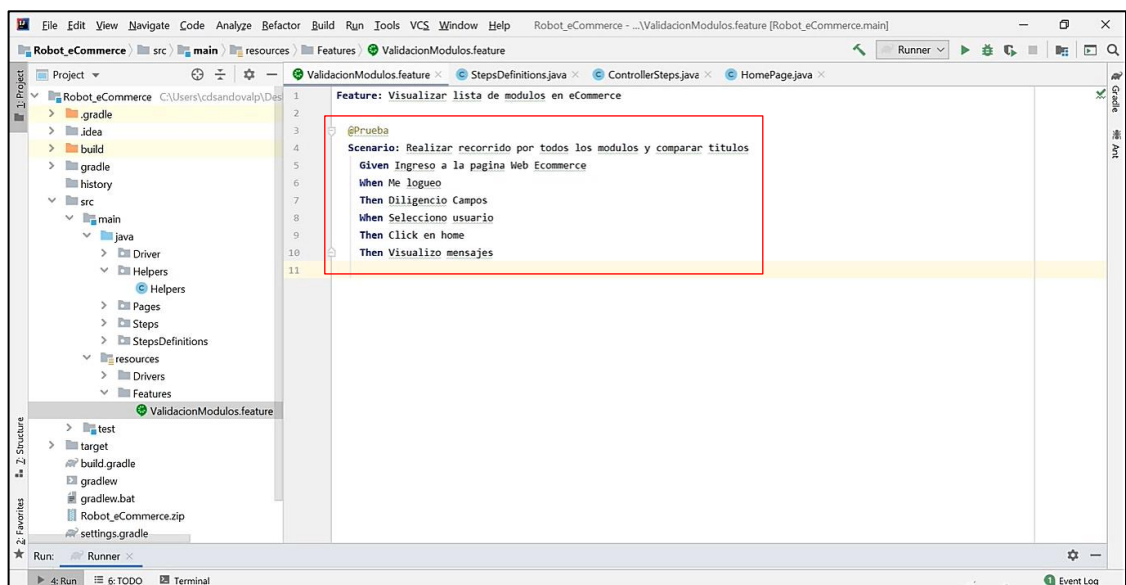 File Edit View Navigate Code Analyze Refactor Build Run Tools VCS Window Help Robot_eCommerce - ...\ValidacionModulos.feature [Robot_eCommerce.main]
Robot_eCommerce src main resources Features ValidacionModulos.feature Runner
Project ValidacionModulos.feature StepsDefinitions.java ControllerSteps.java HomePage.java
1: Project
Robot_eCommerce C:\Users\cdsandovalp\Des
.gradle
.idea
build
gradle
history
src
main
java
Driver
Helpers
Helpers
Pages
Steps
StepsDefinitions
resources
Drivers
Features
ValidacionModulos.feature
test
target
build.gradle
gradlew
gradlew.bat
Robot_eCommerce.zip
settings.gradle
1 Feature: Visualizar lista de modulos en eCommerce
2
3 @Prueba
4 Scenario: Realizar recorrido por todos los modulos y comparar titulos
5 Given Ingreso a la pagina Web Ecommerce
6 When Me logueo
7 Then Diligencio Campos
8 When Selecciono usuario
9 Then Click en home
10 Then Visualizo mensajes
11
Gradle
Ant
Z: Structure
2: Favorites
Run: Runner
4: Run 6: TODO Terminal 1 Event Log